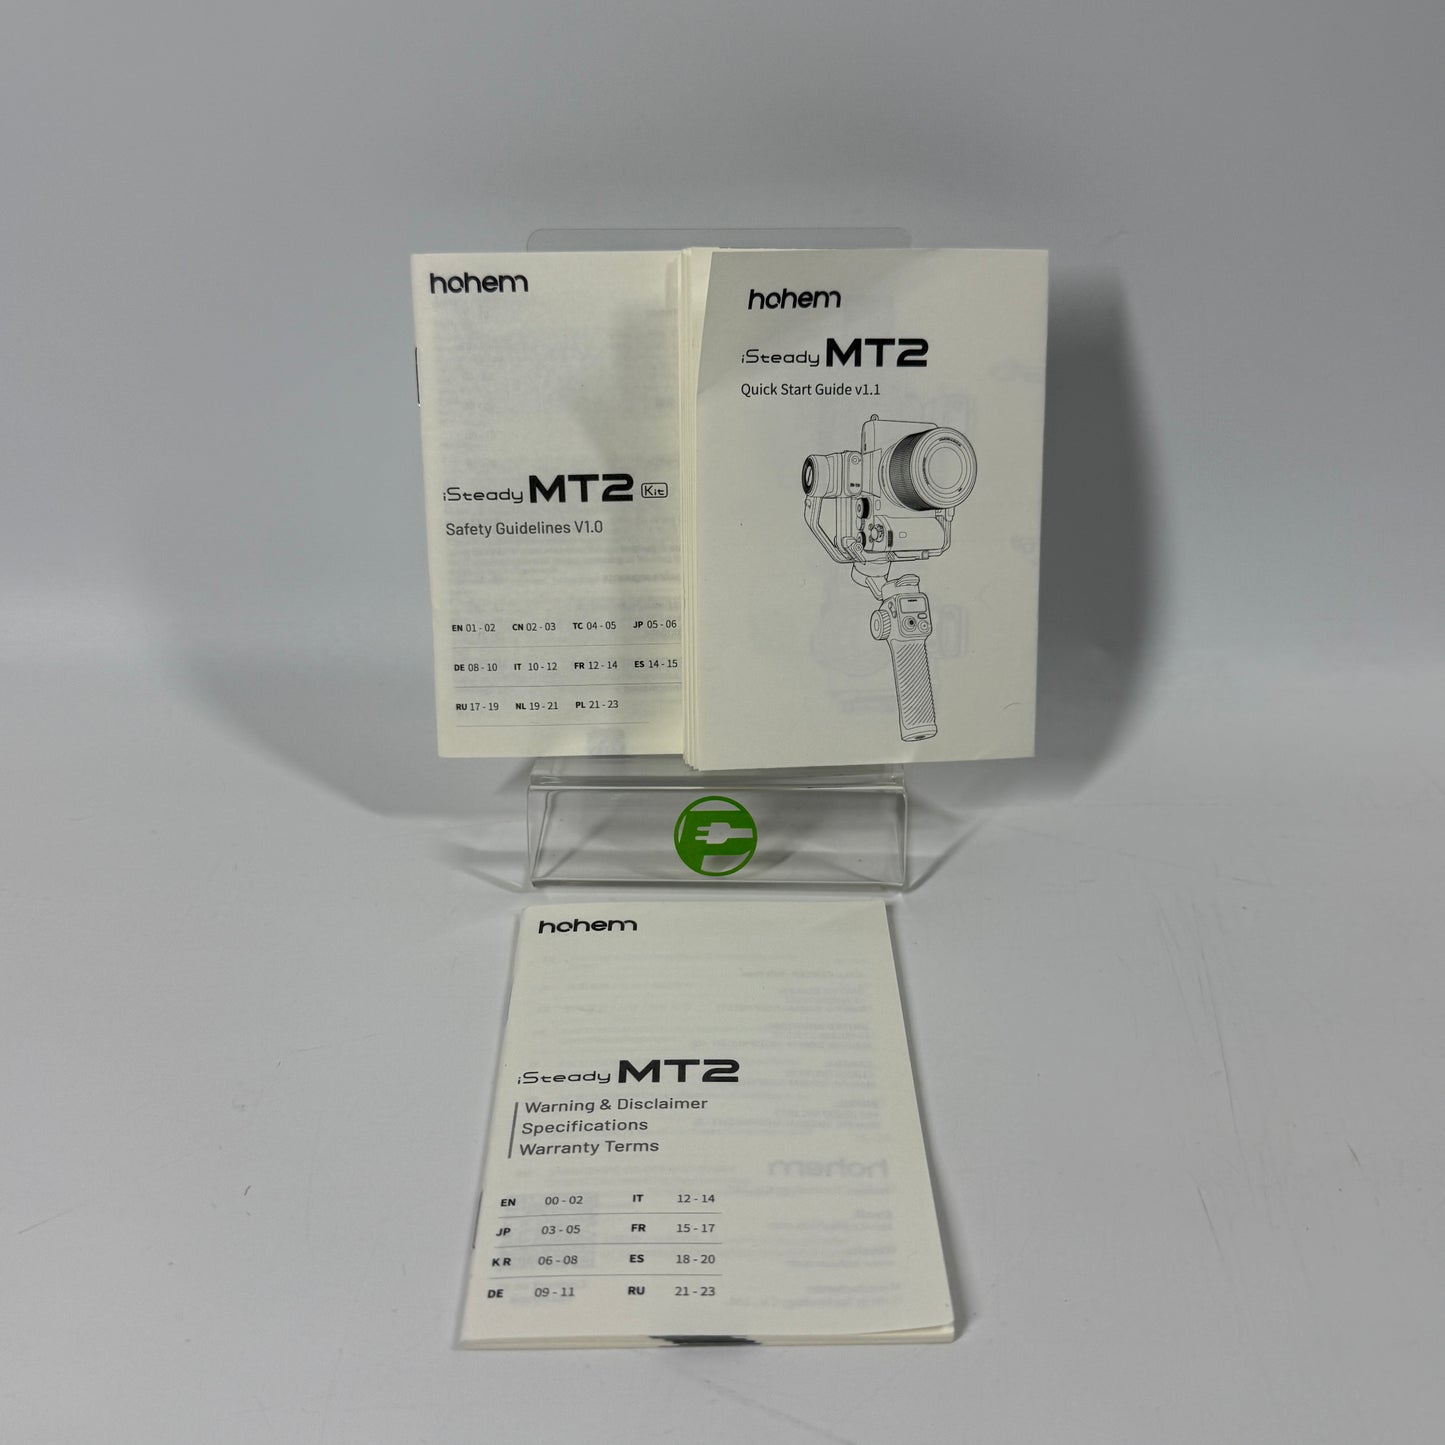 hohem
iSteady MT2 Kit
Safety Guidelines V1.0
EN 01 - 02 CN 02 - 03 TC 04 - 05 JP 05 - 06
DE 08 - 10 IT 10 - 12 FR 12 - 14 ES 14 - 15
RU 17 - 19 NL 19 - 21 PL 21 - 23
hohem
iSteady MT2
Quick Start Guide v1.1
hohem
iSteady MT2
Warning & Disclaimer
Specifications
Warranty Terms
EN 00 - 02 IT 12 - 14
JP 03 - 05 FR 15 - 17
KR 06 - 08 ES 18 - 20
DE 09 - 11 RU 21 - 23
hohem